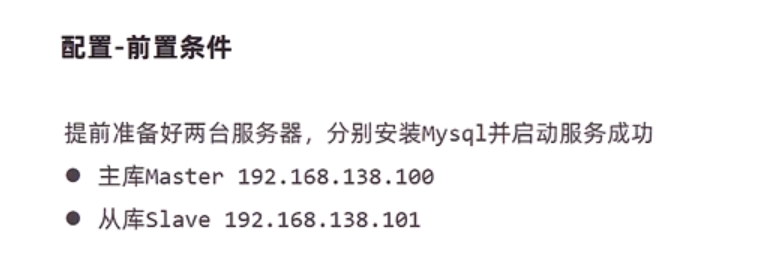 配置-前置条件
提前准备好两台服务器，分别安装Mysql并启动服务成功
● 主库Master 192.168.138.100
● 从库Slave 192.168.138.101